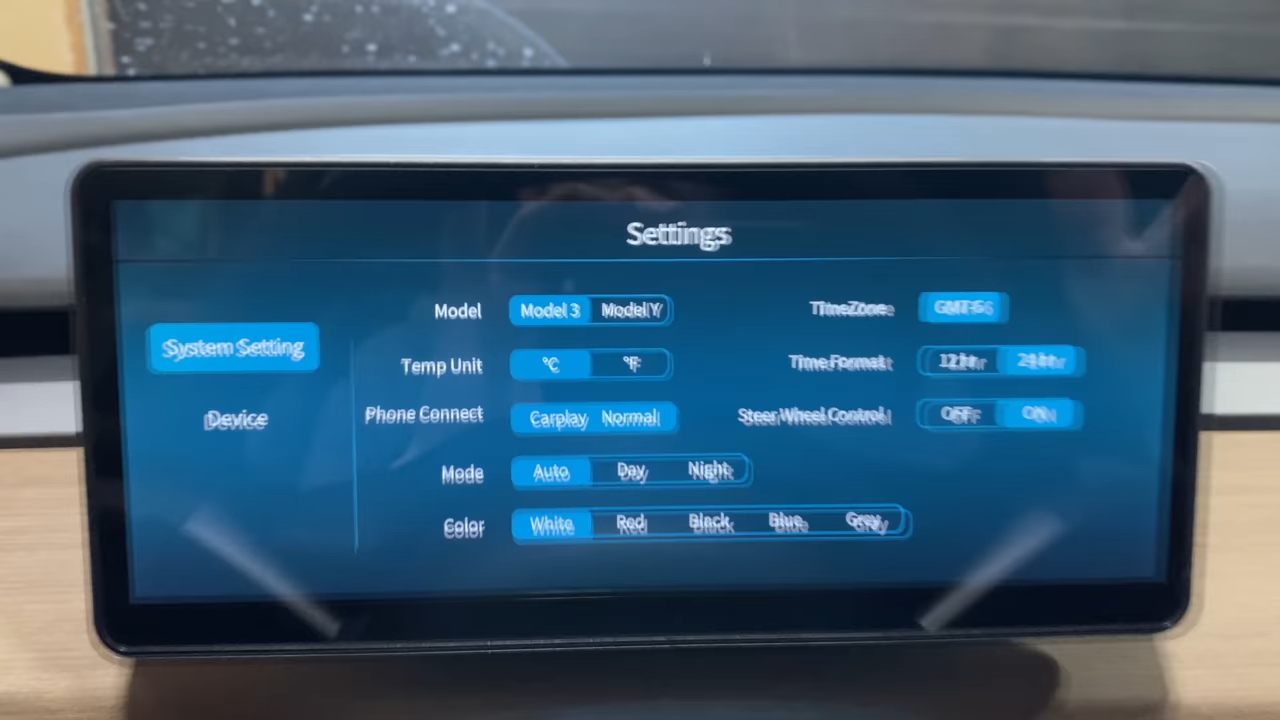 Settings
System Setting
Device
Model Model 3 Model Y
Temp Unit °C °F
Phone Connect Carplay Normal
Mode Auto Day Night
Color White Red Black Blue Grey
TimeZone
Time Format 12 hr 24 hr
Steer Wheel Control OFF ON